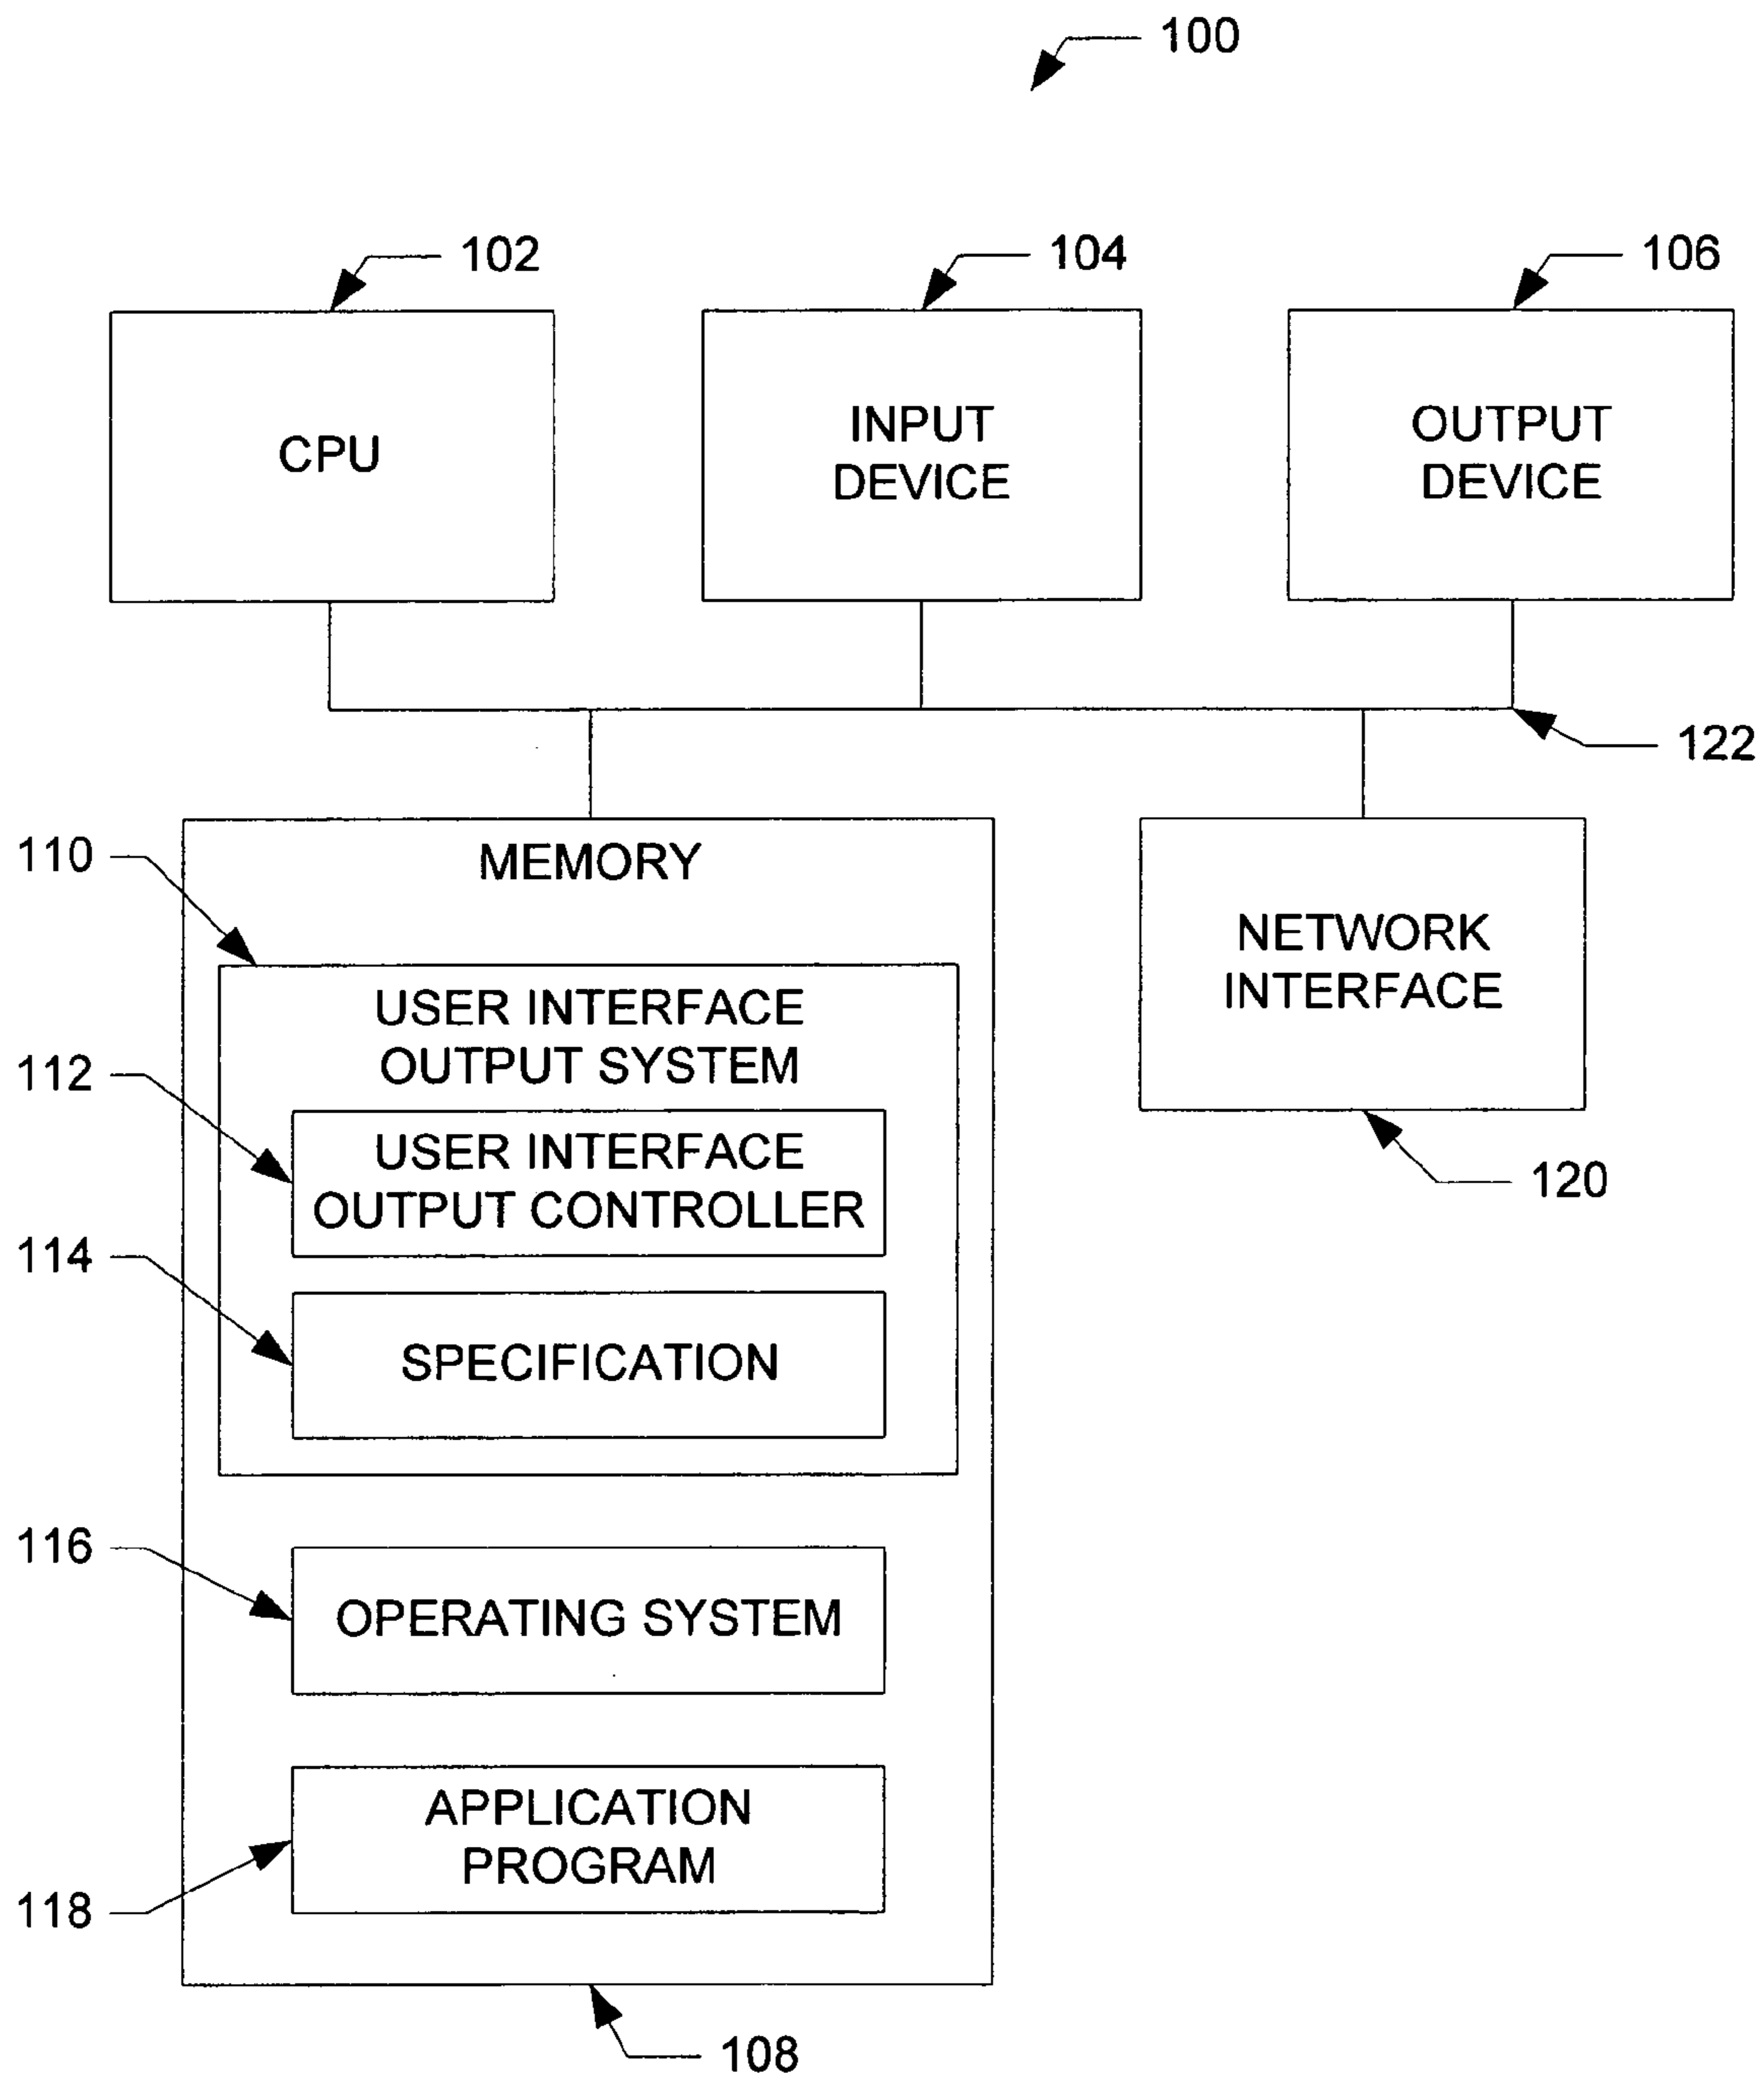 100
102
104
106
CPU
INPUT
DEVICE
OUTPUT
DEVICE
122
110
MEMORY
NETWORK
INTERFACE
USER INTERFACE
OUTPUT SYSTEM
112
USER INTERFACE
OUTPUT CONTROLLER
120
114
SPECIFICATION
116
OPERATING SYSTEM
APPLICATION
PROGRAM
118
108